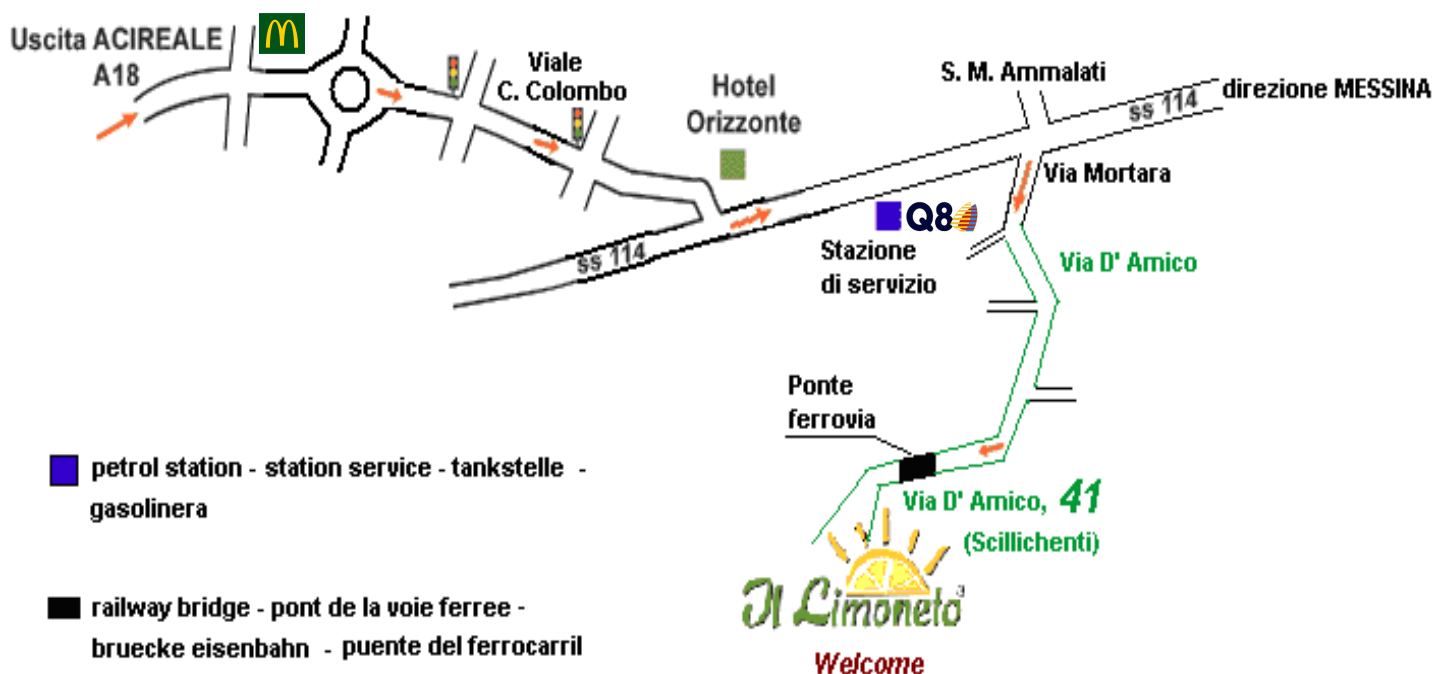 Uscita ACIREALE
A18
Viale
C. Colombo
Hotel
Orizzonte
S. M. Ammalati
direzione MESSINA
ss 114
Via Mortara
Q8
Stazione
di servizio
ss 114
Via D' Amico
Ponte
ferrovia
petrol station - station service - tankstelle -
gasolinera
Via D' Amico, 41
(Scillichenti)
Il Limoneto
railway bridge - pont de la voie ferree -
bruecke eisenbahn - puente del ferrocarril
Welcome